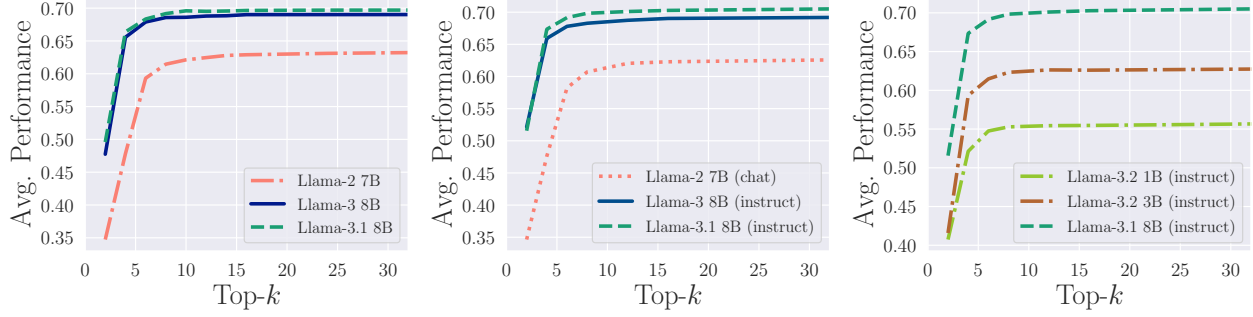 Avg. Performance
0.70
0.65
0.60
0.55
0.50
0.45
0.40
0.35
0 5 10 15 20 25 30
Top-k
Llama-2 7B
Llama-3 8B
Llama-3.1 8B
Avg. Performance
0.70
0.65
0.60
0.55
0.50
0.45
0.40
0.35
0 5 10 15 20 25 30
Top-k
Llama-2 7B (chat)
Llama-3 8B (instruct)
Llama-3.1 8B (instruct)
Avg. Performance
0.70
0.65
0.60
0.55
0.50
0.45
0.40
0 5 10 15 20 25 30
Top-k
Llama-3.2 1B (instruct)
Llama-3.2 3B (instruct)
Llama-3.1 8B (instruct)